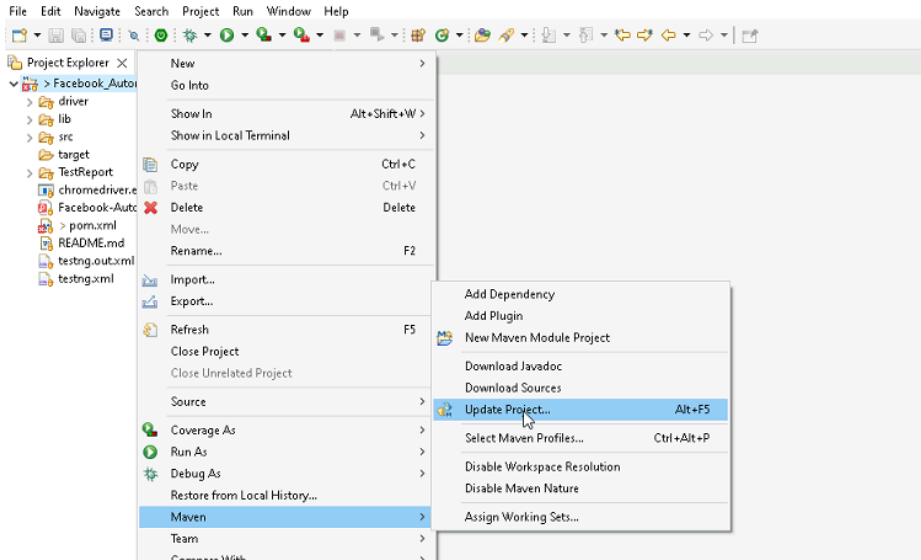 File Edit Navigate Search Project Run Window Help
Project Explorer
> Facebook_Autor
driver
lib
src
target
TestReport
chromedriver.e
Facebook-Auto
> pom.xml
README.md
testng.out.xml
testng.xml
New
Go Into
Show In Alt+Shift+W >
Show in Local Terminal
Copy Ctrl+C
Paste Ctrl+V
Delete Delete
Move...
Rename... F2
Import...
Export...
Refresh F5
Close Project
Close Unrelated Project
Source
Coverage As
Run As
Debug As
Restore from Local History...
Maven
Team
Compare With
Add Dependency
Add Plugin
New Maven Module Project
Download Javadoc
Download Sources
Update Project... Alt+F5
Select Maven Profiles... Ctrl+Alt+P
Disable Workspace Resolution
Disable Maven Nature
Assign Working Sets...